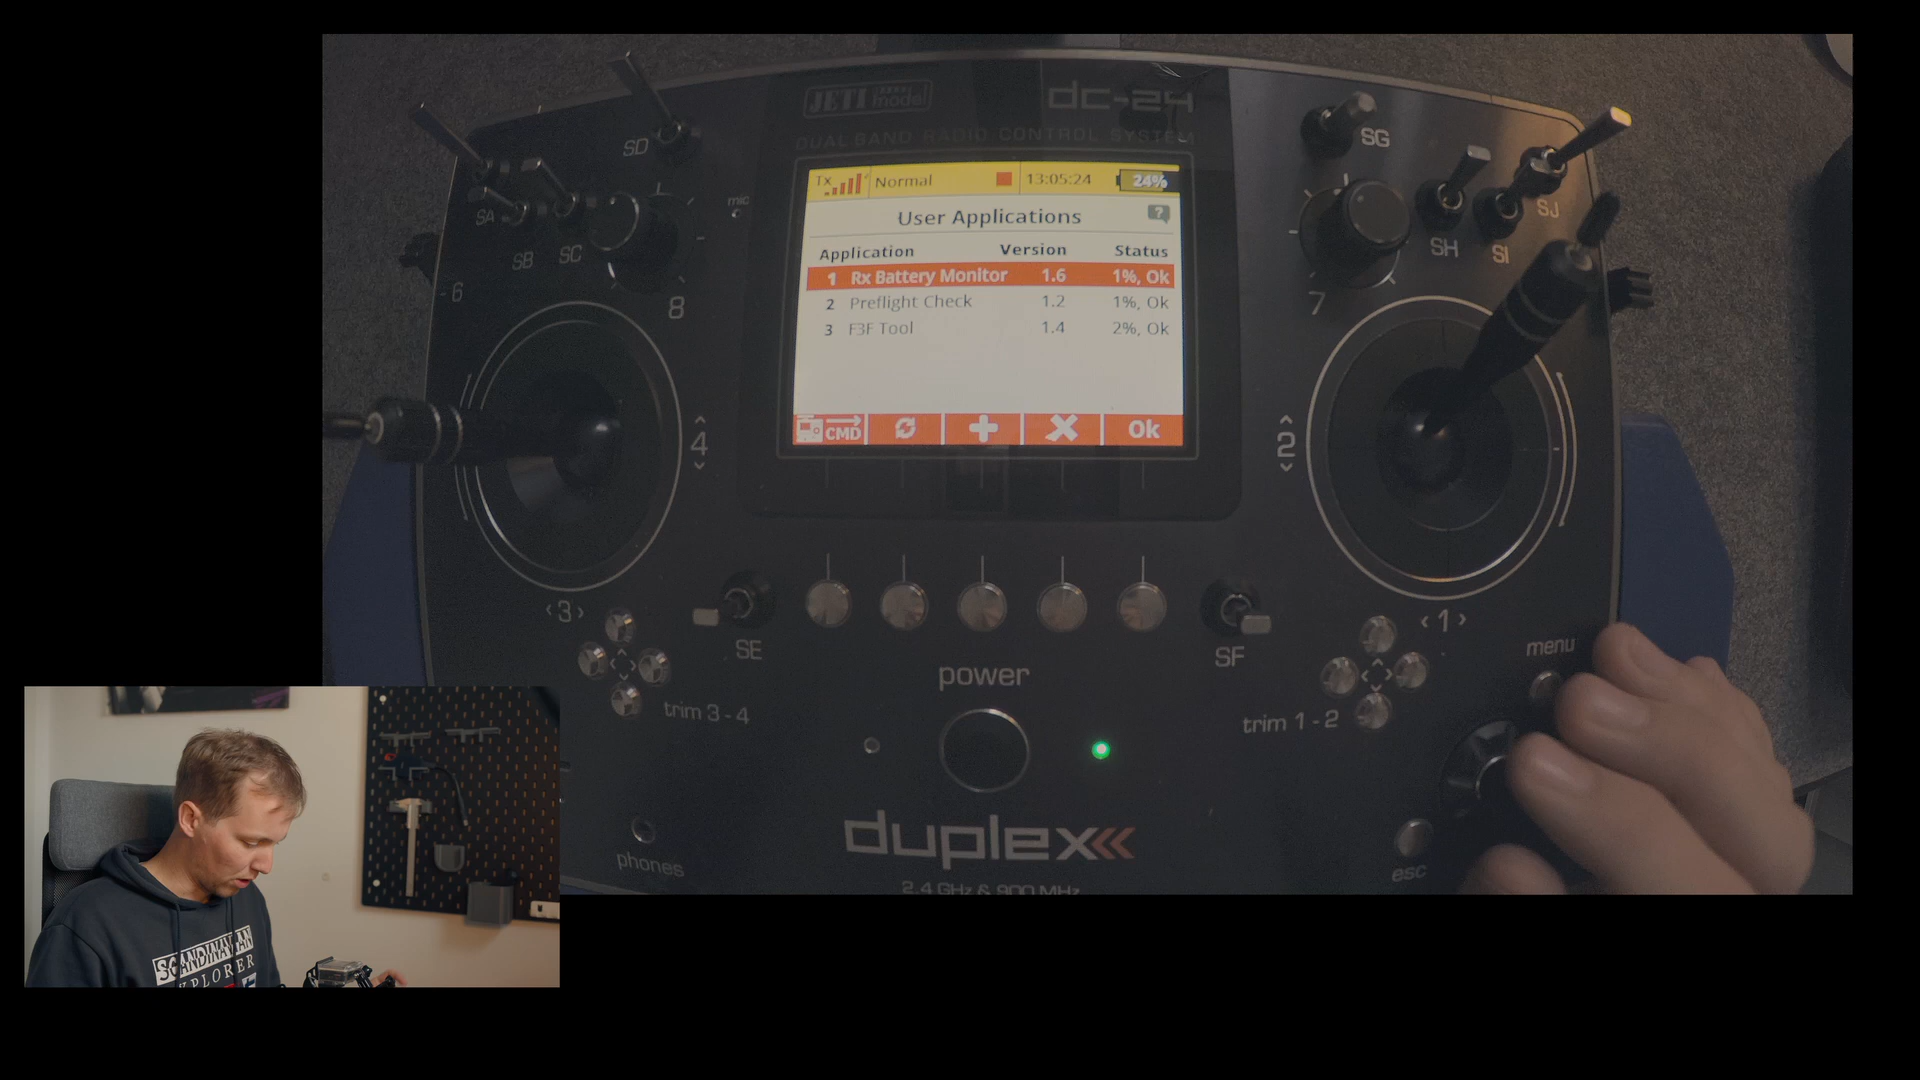 JETI model
dc-24
DUAL BAND RADIO CONTROL SYSTEM
SD
SG
mic
SA
SB
SC
SH
SI
SJ
6
8
7
Tx Normal 13:05:24 24%
User Applications ?
Application Version Status
1 Rx Battery Monitor 1.6 1%, Ok
2 Preflight Check 1.2 1%, Ok
3 F3F Tool 1.4 2%, Ok
CMD Ok
4
2
‹3›
‹1›
SE
SF
menu
power
trim 3-4
trim 1-2
phones
duplex
esc
2.4 GHz & 900 MHz
SCANDINAVIAN
XPLORER